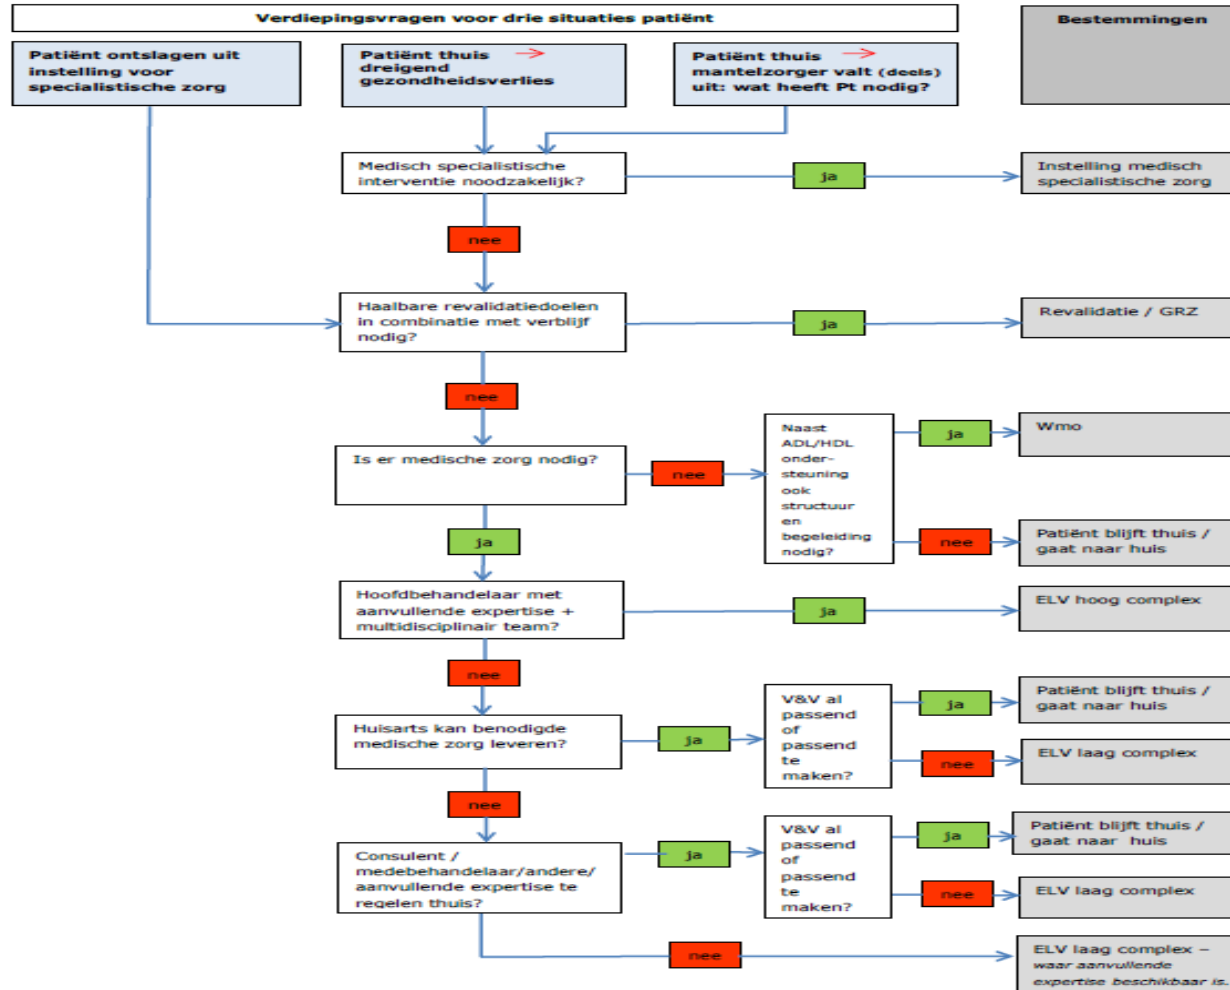 Verdiepingsvragen voor drie situaties patiënt
Bestemmingen
Patiënt ontslagen uit
instelling voor
specialistische zorg
Patiënt thuis
dreigend
gezondheidsverlies
Patiënt thuis
mantelzorger valt (deels)
uit: wat heeft Pt nodig?
Medisch specialistische
interventie noodzakelijk?
ja
Instelling medisch
specialistische zorg
nee
Haalbare revalidatiedoelen
in combinatie met verblijf
nodig?
ja
Revalidatie / GRZ
nee
Is er medische zorg nodig?
nee
Naast
ADL/HDL
onder-
steuning
ook
structuur
en
begeleiding
nodig?
ja
Wmo
nee
Patiënt blijft thuis /
gaat naar huis
ja
Hoofdbehandelaar met
aanvullende expertise +
multidisciplinair team?
ja
ELV hoog complex
nee
Huisarts kan benodigde
medische zorg leveren?
ja
V&V al
passend
of
passend
te
maken?
ja
Patiënt blijft thuis /
gaat naar huis
nee
ELV laag complex
nee
Consulent /
medebehandelaar/andere/
aanvullende expertise te
regelen thuis?
ja
V&V al
passend
of
passend
te
maken?
ja
Patiënt blijft thuis /
gaat naar  huis
nee
ELV laag complex
nee
ELV laag complex –
waar aanvullende
expertise beschikbaar is.